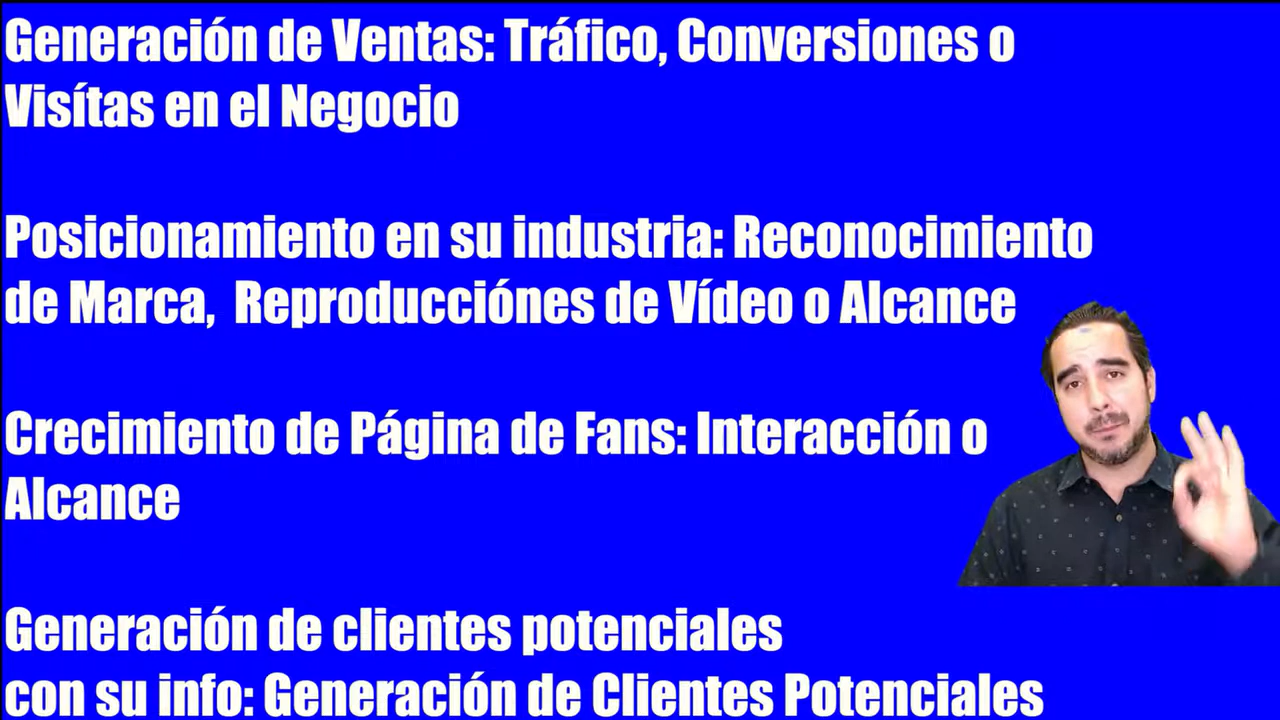 Generación de Ventas: Tráfico, Conversiones o
Visítas en el Negocio
Posicionamiento en su industria: Reconocimiento
de Marca, Reproducciónes de Vídeo o Alcance
Crecimiento de Página de Fans: Interacción o
Alcance
Generación de clientes potenciales
con su info: Generación de Clientes Potenciales